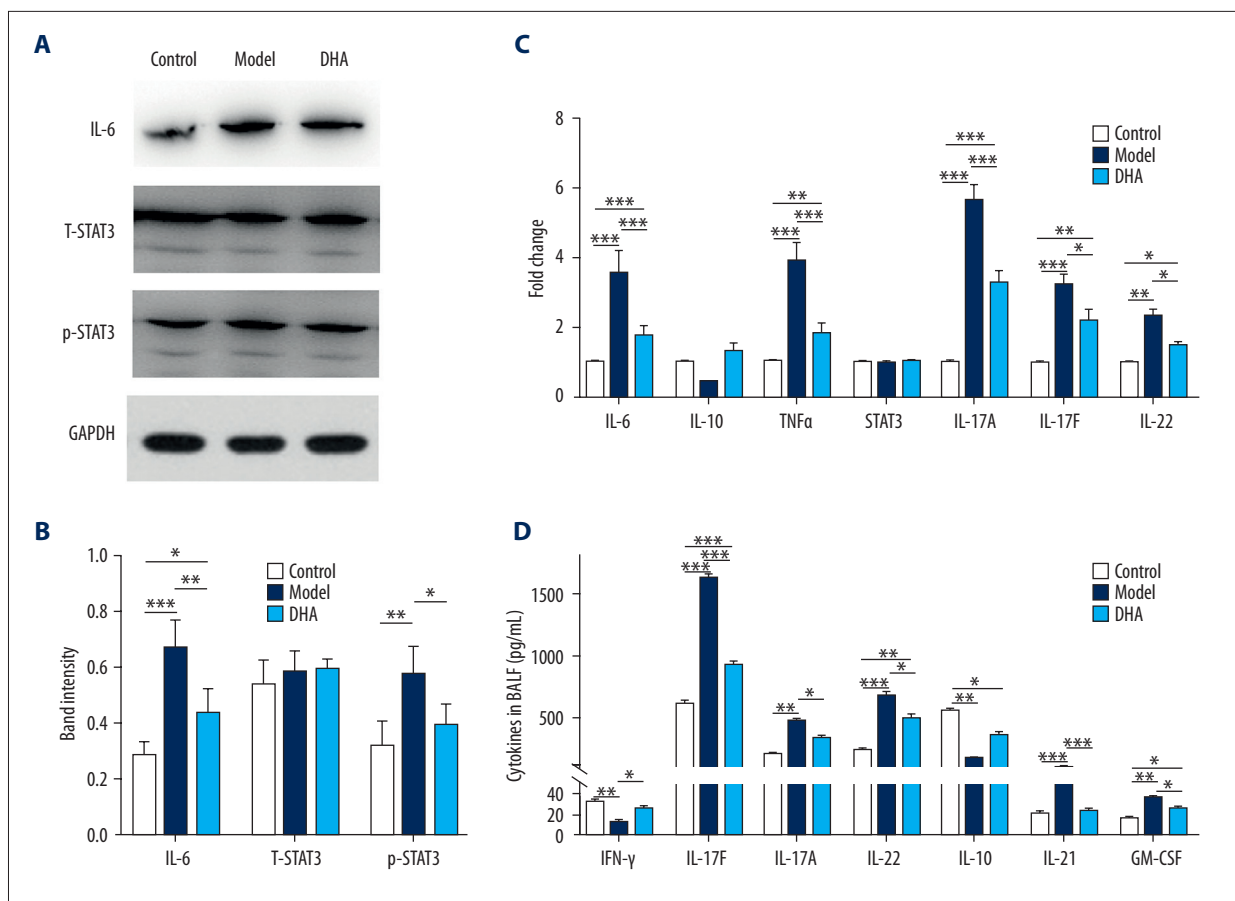 A
Control Model DHA
IL-6
T-STAT3
p-STAT3
GAPDH
B
1.0
0.8
0.6
0.4
0.2
0.0
Band intensity
Control
Model
DHA
* ** *** ** *
IL-6 T-STAT3 p-STAT3
C
8
6
4
2
0
Fold change
Control
Model
DHA
*** *** *** ** *** *** *** *** *** ** * *** * * **
IL-6 IL-10 TNFα STAT3 IL-17A IL-17F IL-22
D
1500
1000
500
40
20
0
Cytokines in BALF (pg/mL)
Control
Model
DHA
** * *** *** *** ** * ** * *** * ** *** *** * ** *
IFN-γ IL-17F IL-17A IL-22 IL-10 IL-21 GM-CSF